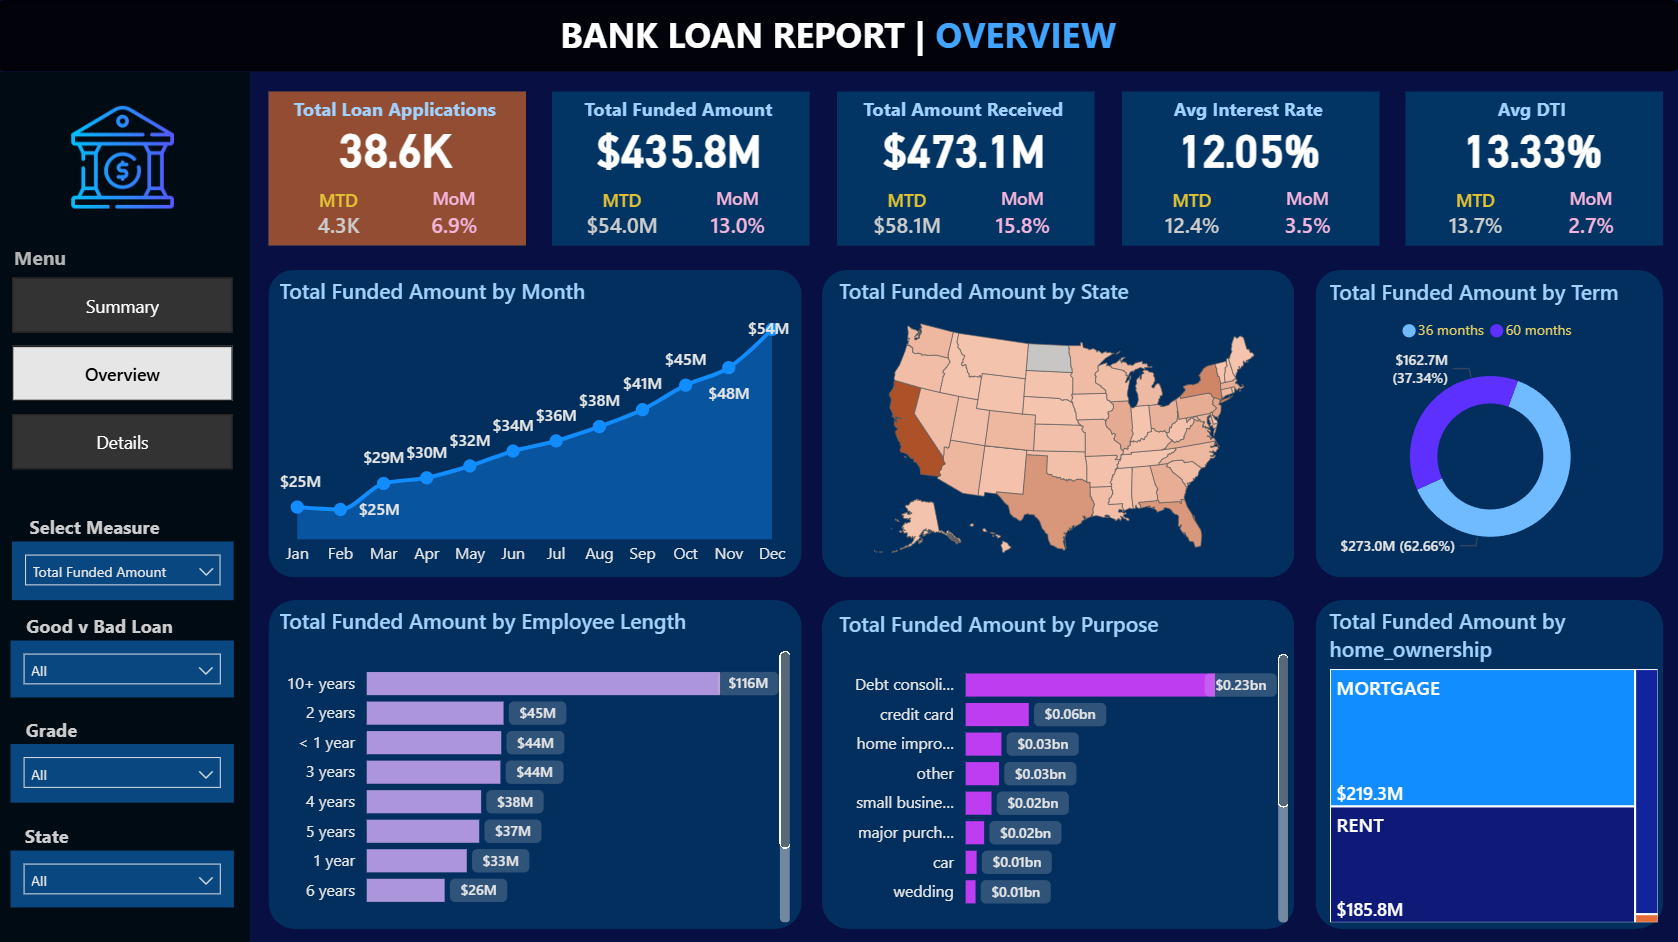 BANK LOAN REPORT | OVERVIEW
Menu
Summary
Overview
Details
Select Measure
Total Funded Amount
Good v Bad Loan
All
Grade
All
State
All
Total Loan Applications
38.6K
MTD MoM
4.3K 6.9%
Total Funded Amount
$435.8M
MTD MoM
$54.0M 13.0%
Total Amount Received
$473.1M
MTD MoM
$58.1M 15.8%
Avg Interest Rate
12.05%
MTD MoM
12.4% 3.5%
Avg DTI
13.33%
MTD MoM
13.7% 2.7%
Total Funded Amount by Month
$25M
$25M
$29M
$30M
$32M
$34M
$36M
$38M
$41M
$45M
$48M
$54M
Jan Feb Mar Apr May Jun Jul Aug Sep Oct Nov Dec
Total Funded Amount by State
Total Funded Amount by Term
36 months 60 months
$162.7M
(37.34%)
$273.0M (62.66%)
Total Funded Amount by Employee Length
10+ years $116M
2 years $45M
< 1 year $44M
3 years $44M
4 years $38M
5 years $37M
1 year $33M
6 years $26M
Total Funded Amount by Purpose
Debt consoli... $0.23bn
credit card $0.06bn
home impro... $0.03bn
other $0.03bn
small busine... $0.02bn
major purch... $0.02bn
car $0.01bn
wedding $0.01bn
Total Funded Amount by
home_ownership
MORTGAGE
$219.3M
RENT
$185.8M